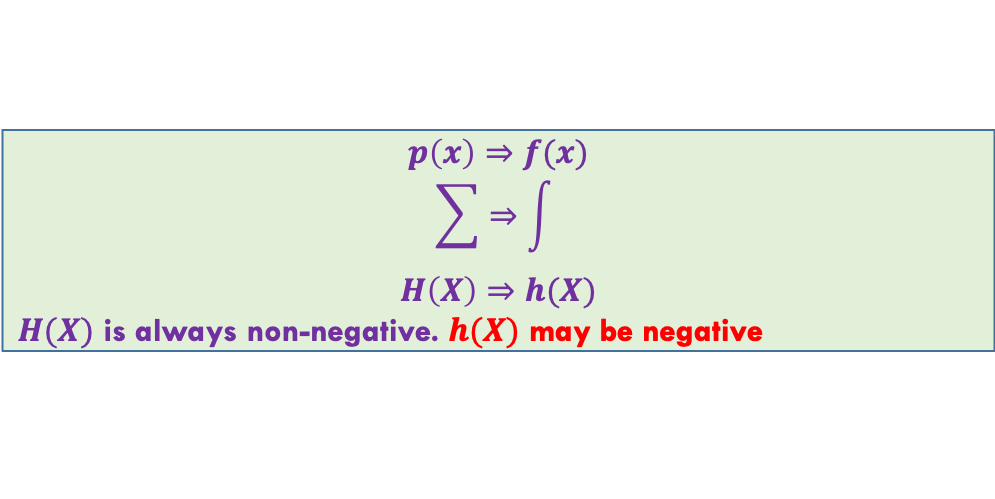 p(x) ⇒ f(x)
∑ ⇒ ∫
H(X) ⇒ h(X)
H(X) is always non-negative. h(X) may be negative